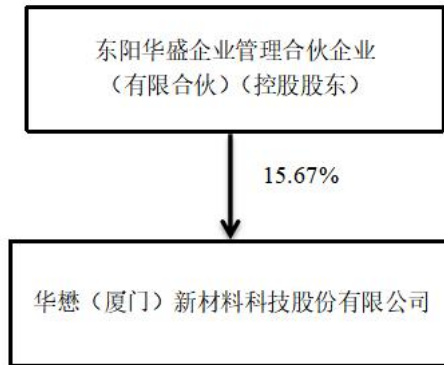 东阳华盛企业管理合伙企业
（有限合伙）（控股股东）
15.67%
华懋（厦门）新材料科技股份有限公司